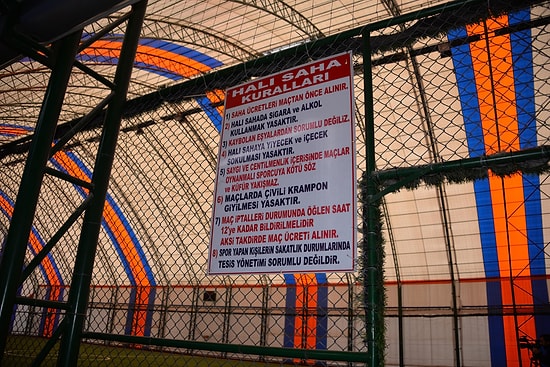 HALI SAHA
KURALLARI
1) SAHA ÜCRETLERİ MAÇTAN ÖNCE ALINIR.
2) HALI SAHADA SİGARA ve ALKOL
KULLANMAK YASAKTIR.
3) KAYBOLAN EŞYALARDAN SORUMLU DEĞİLİZ.
4) HALI SAHAYA YİYECEK ve İÇECEK
SOKULMASI YASAKTIR.
5) SAYGI VE CENTİLMENLİK İÇERİSİNDE MAÇLAR
OYNANMALI SPORCUYA KÖTÜ SÖZ
ve KÜFÜR YAKIŞMAZ.
6) MAÇLARDA ÇİVİLİ KRAMPON
GİYİLMESİ YASAKTIR.
7) MAÇ İPTALLERİ DURUMUNDA ÖĞLEN SAAT
12'ye KADAR BİLDİRİLMELİDİR
AKSİ TAKDİRDE MAÇ ÜCRETİ ALINIR.
8) SPOR YAPAN KİŞİLERİN SAKATLIK DURUMLARINDA
TESİS YÖNETİMİ SORUMLU DEĞİLDİR.